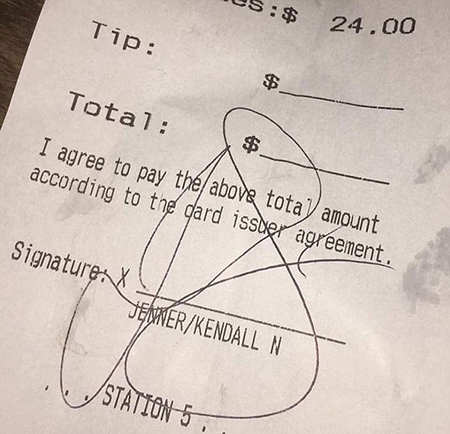 es:$ 24.00
Tip:
$
Total:
$
I agree to pay the above total amount
according to the card issuer agreement.
Signature: X
JENNER/KENDALL N
. . . STATION 5 . .